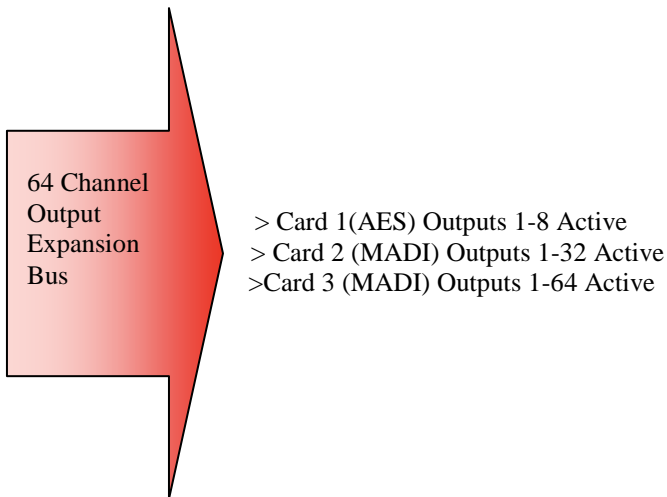 64 Channel
Output
Expansion
Bus
> Card 1(AES) Outputs 1-8 Active
> Card 2 (MADI) Outputs 1-32 Active
>Card 3 (MADI) Outputs 1-64 Active